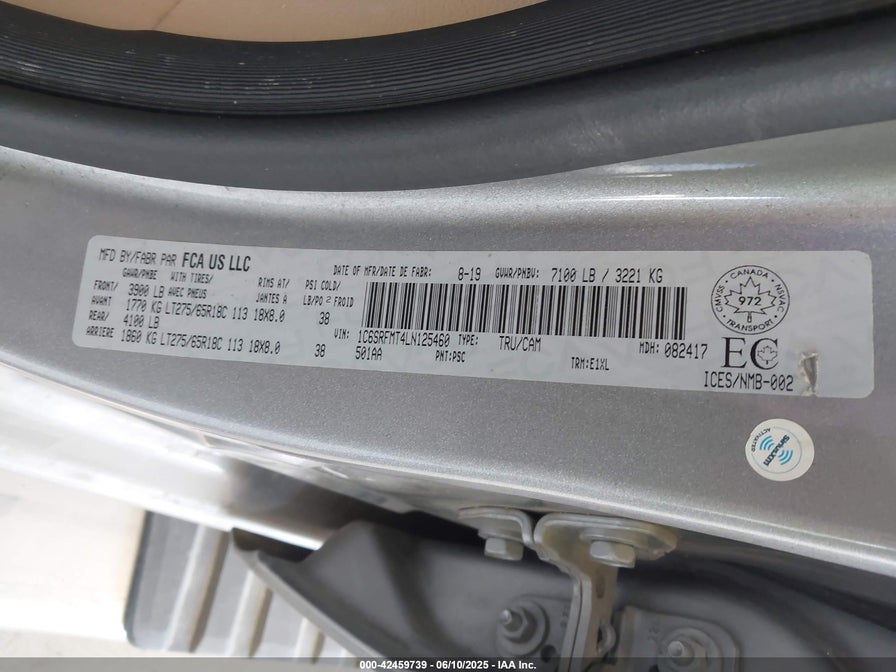 MFD BY/FABR PAR FCA US LLC
DATE OF MFR/DATE DE FABR: 8-19 GVWR/PNBV: 7100 LB / 3221 KG
GAWR/PNBE WITH TIRES/ RIMS AT/ PSI COLD/
FRONT/ 3900 LB AVEC PNEUS JANTES A LB/PO 2 FROID
AVANT 1770 KG LT275/65R18C 113 18X8.0 38
REAR/ 4100 LB
ARRIERE 1860 KG LT275/65R18C 113 18X8.0 38
VIN: 1C6SRFMT4LN125460 TYPE: TRU/CAM MDH: 082417
501AA PNT:PSC TRM:E1XL
CANADA
CMVSS NSVAC
972
TRANSPORT
EC
ICES/NMB-002
siriusxm
ACTIVATED
000-42459739 - 06/10/2025 - IAA Inc.